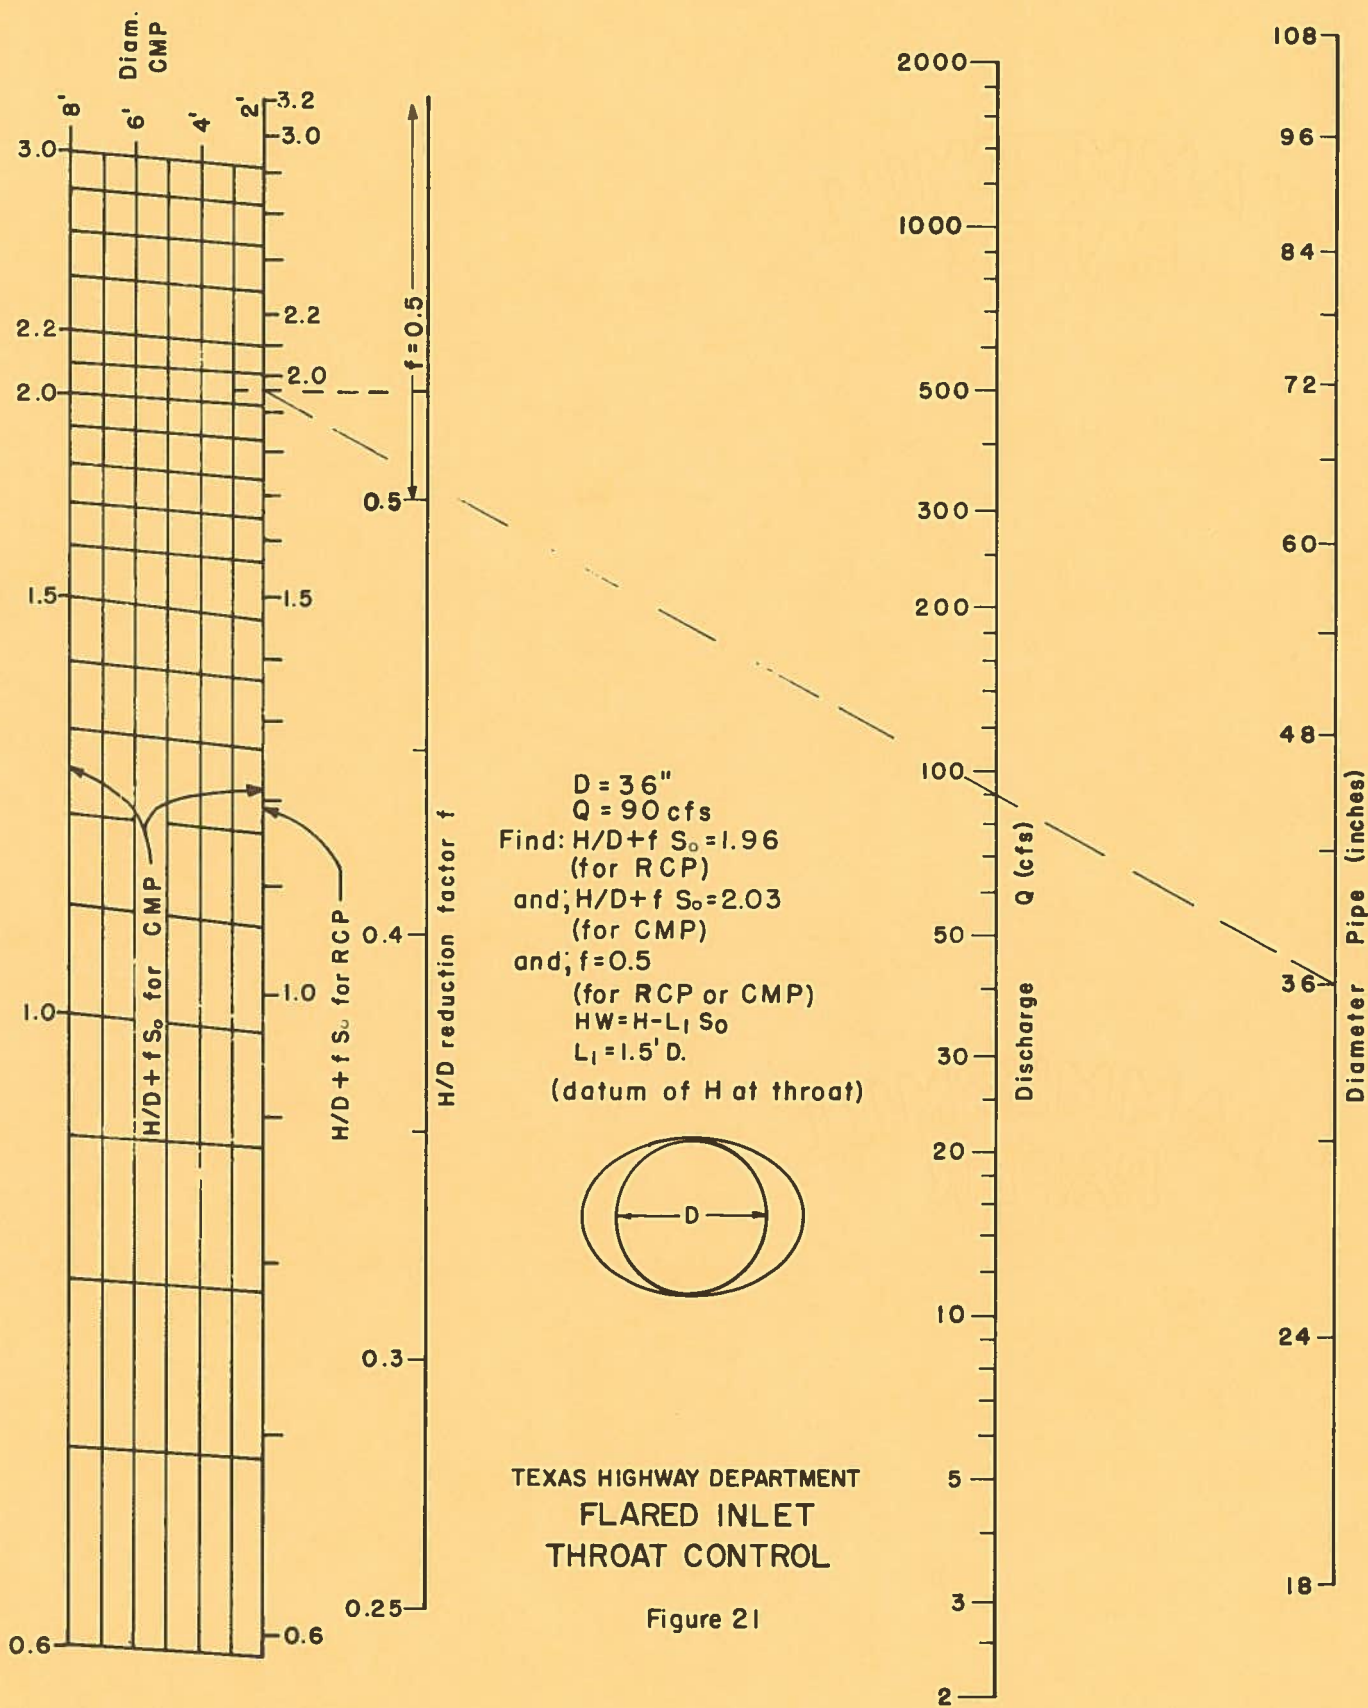 Diam.
CMP
8' 6' 4' 2'
3.0
2.2
2.0
1.5
1.0
0.6
3.2
3.0
2.2
2.0
1.5
1.0
0.6
H/D+fSo for CMP
H/D+fSo for RCP
f=0.5
0.5
0.4
0.3
0.25
H/D reduction factor f
D=36"
Q=90cfs
Find: H/D+f So=1.96
(for RCP)
and; H/D+f So=2.03
(for CMP)
and; f=0.5
(for RCP or CMP)
HW=H-L1 So
L1=1.5' D.
(datum of H at throat)
D
TEXAS HIGHWAY DEPARTMENT
FLARED INLET
THROAT CONTROL
Figure 21
2000
1000
500
300
200
100
50
30
20
10
5
3
2
Discharge Q (cfs)
108
96
84
72
60
48
36
24
18
Diameter Pipe (inches)